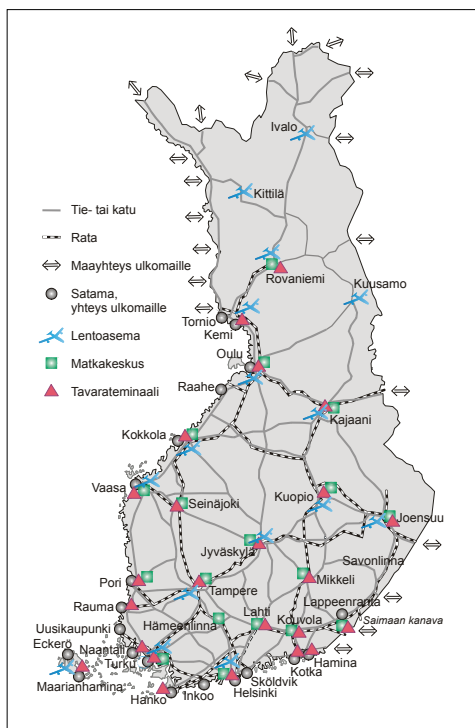 Ivalo
Kittilä
Tie- tai katu
Rata
Maayhteys ulkomaille
Satama,
yhteys ulkomaille
Lentoasema
Matkakeskus
Tavarateminaali
Rovaniemi
Kuusamo
Tornio
Kemi
Oulu
Raahe
Kajaani
Kokkola
Vaasa
Seinäjoki
Kuopio
Joensuu
Jyväskylä
Savonlinna
Pori
Tampere
Mikkeli
Rauma
Lappeenranta
Hämeenlinna
Lahti
Kouvola
Saimaan kanava
Uusikaupunki
Eckerö
Naantali
Turku
Hamina
Kotka
Maarianhamina
Sköldvik
Helsinki
Inkoo
Hanko